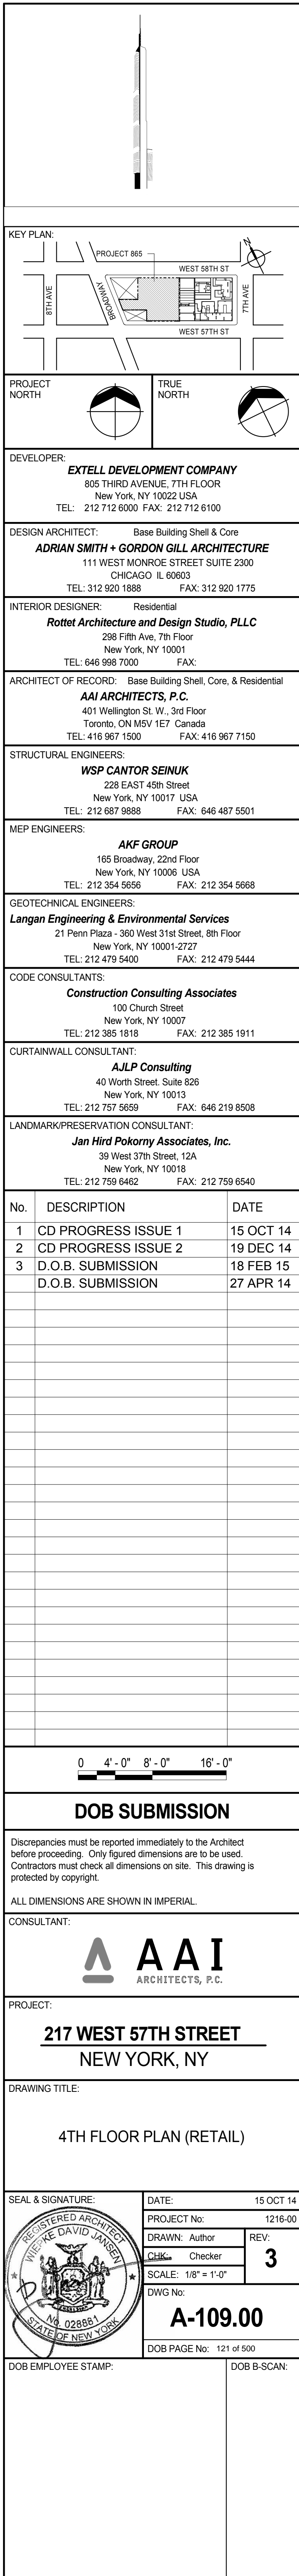 KEY PLAN:
N
PROJECT 865
WEST 58TH ST
8TH AVE
BROADWAY
7TH AVE
WEST 57TH ST
PROJECT
NORTH
TRUE
NORTH
DEVELOPER:
EXTELL DEVELOPMENT COMPANY
805 THIRD AVENUE, 7TH FLOOR
New York, NY 10022 USA
TEL: 212 712 6000 FAX: 212 712 6100
DESIGN ARCHITECT: Base Building Shell & Core
ADRIAN SMITH + GORDON GILL ARCHITECTURE
111 WEST MONROE STREET SUITE 2300
CHICAGO IL 60603
TEL: 312 920 1888 FAX: 312 920 1775
INTERIOR DESIGNER: Residential
Rottet Architecture and Design Studio, PLLC
298 Fifth Ave, 7th Floor
New York, NY 10001
TEL: 646 998 7000 FAX:
ARCHITECT OF RECORD: Base Building Shell, Core, & Residential
AAI ARCHITECTS, P.C.
401 Wellington St. W., 3rd Floor
Toronto, ON M5V 1E7 Canada
TEL: 416 967 1500 FAX: 416 967 7150
STRUCTURAL ENGINEERS:
WSP CANTOR SEINUK
228 EAST 45th Street
New York, NY 10017 USA
TEL: 212 687 9888 FAX: 646 487 5501
MEP ENGINEERS:
AKF GROUP
165 Broadway, 22nd Floor
New York, NY 10006 USA
TEL: 212 354 5656 FAX: 212 354 5668
GEOTECHNICAL ENGINEERS:
Langan Engineering & Environmental Services
21 Penn Plaza - 360 West 31st Street, 8th Floor
New York, NY 10001-2727
TEL: 212 479 5400 FAX: 212 479 5444
CODE CONSULTANTS:
Construction Consulting Associates
100 Church Street
New York, NY 10007
TEL: 212 385 1818 FAX: 212 385 1911
CURTAINWALL CONSULTANT:
AJLP Consulting
40 Worth Street. Suite 826
New York, NY 10013
TEL: 212 757 5659 FAX: 646 219 8508
LANDMARK/PRESERVATION CONSULTANT:
Jan Hird Pokorny Associates, Inc.
39 West 37th Street, 12A
New York, NY 10018
TEL: 212 759 6462 FAX: 212 759 6540
No. DESCRIPTION DATE
1 CD PROGRESS ISSUE 1 15 OCT 14
2 CD PROGRESS ISSUE 2 19 DEC 14
3 D.O.B. SUBMISSION 18 FEB 15
D.O.B. SUBMISSION 27 APR 14
0 4' - 0" 8' - 0" 16' - 0"
DOB SUBMISSION
Discrepancies must be reported immediately to the Architect
before proceeding. Only figured dimensions are to be used.
Contractors must check all dimensions on site. This drawing is
protected by copyright.
ALL DIMENSIONS ARE SHOWN IN IMPERIAL.
CONSULTANT:
AAI
ARCHITECTS, P.C.
PROJECT:
217 WEST 57TH STREET
NEW YORK, NY
DRAWING TITLE:
4TH FLOOR PLAN (RETAIL)
SEAL & SIGNATURE:
REGISTERED ARCHITECT
WIEPKE DAVID JANSEN
No. 028881
STATE OF NEW YORK
DATE: 15 OCT 14
PROJECT No: 1216-00
DRAWN: Author
CHK: Checker
SCALE: 1/8" = 1'-0"
REV:
3
DWG No:
A-109.00
DOB PAGE No: 121 of 500
DOB EMPLOYEE STAMP:
DOB B-SCAN: